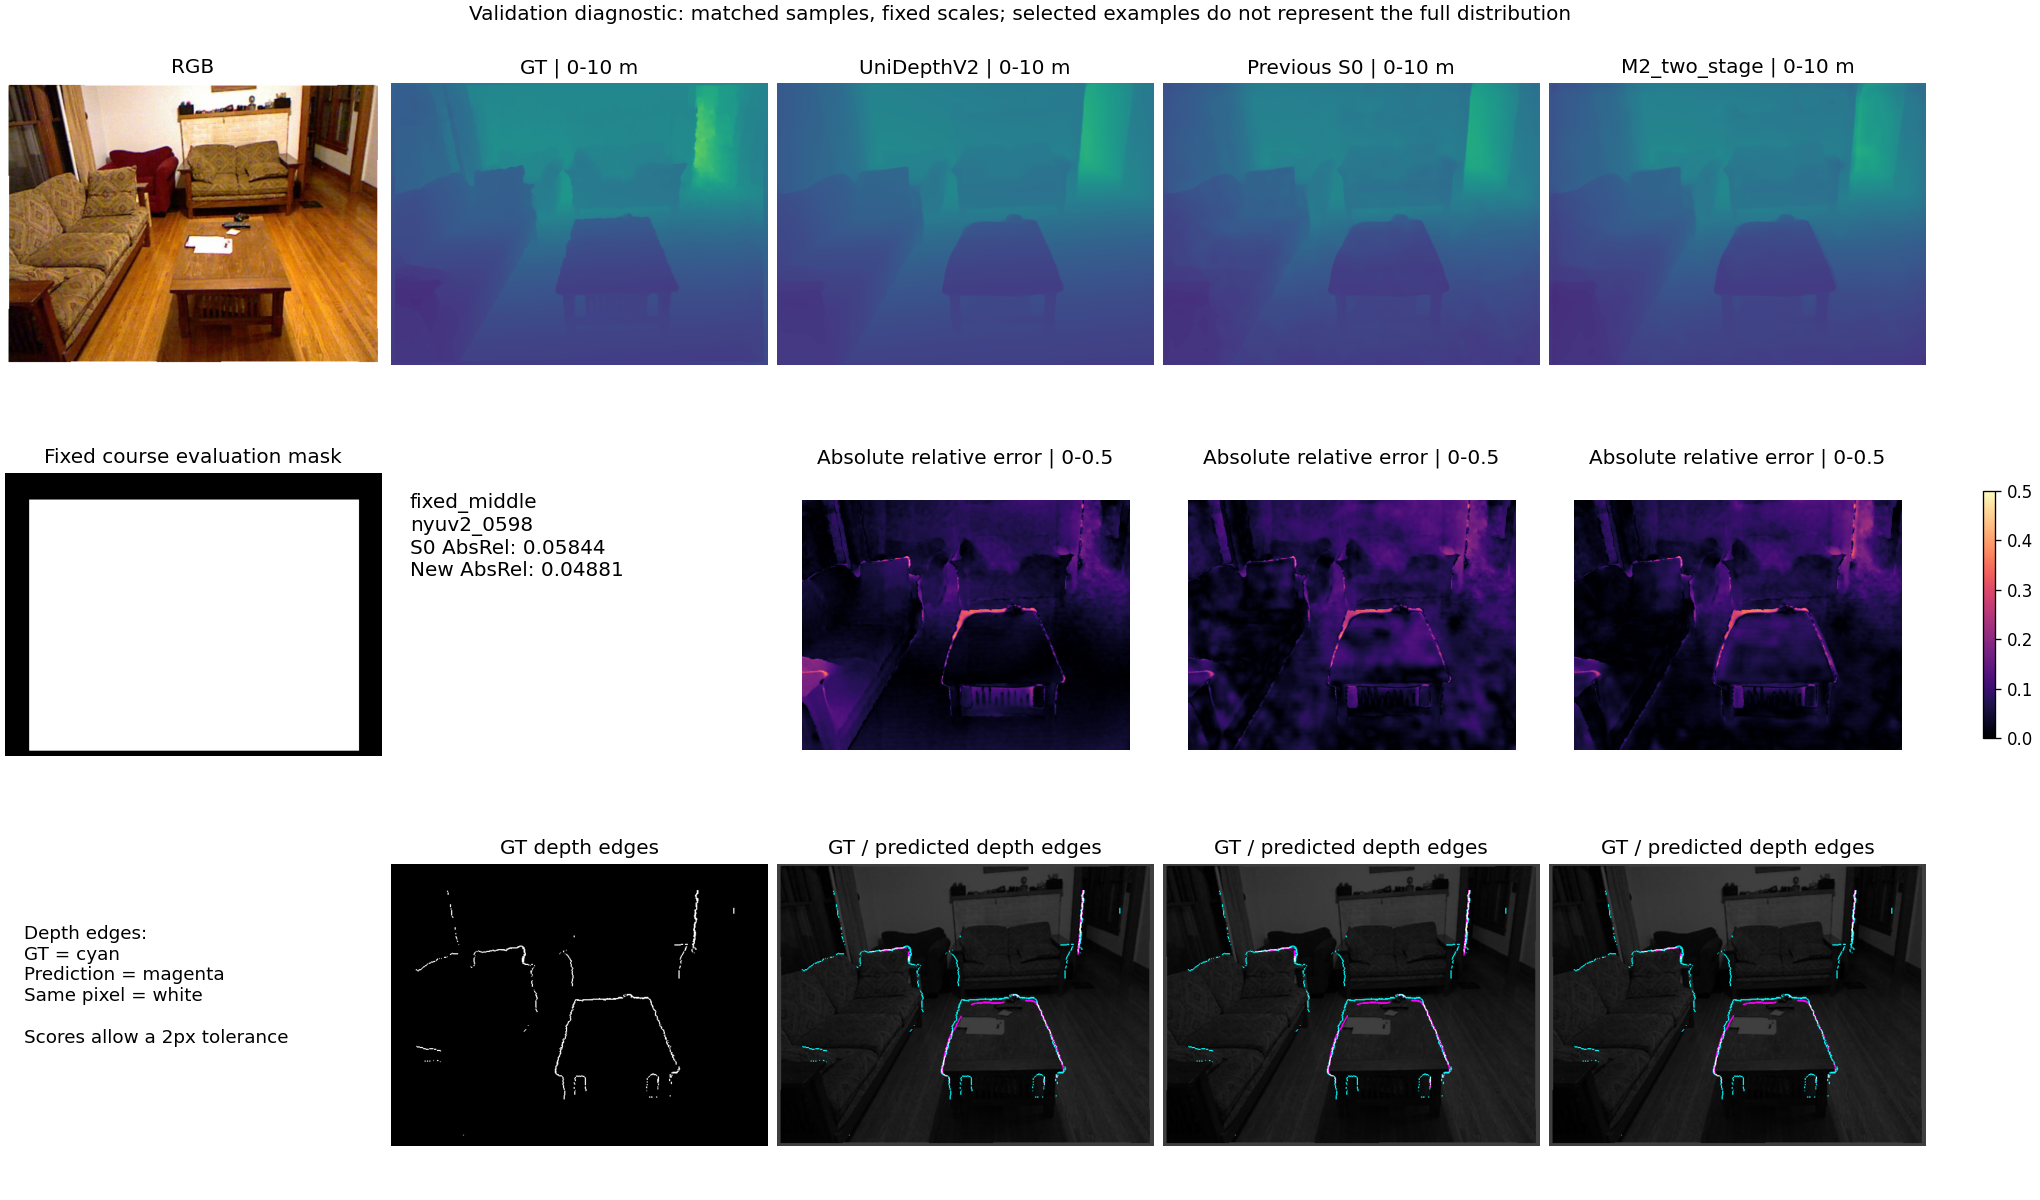 Validation diagnostic: matched samples, fixed scales; selected examples do not represent the full distribution
RGB
GT | 0-10 m
UniDepthV2 | 0-10 m
Previous S0 | 0-10 m
M2_two_stage | 0-10 m
Fixed course evaluation mask
fixed_middle
nyuv2_0598
S0 AbsRel: 0.05844
New AbsRel: 0.04881
Absolute relative error | 0-0.5
Absolute relative error | 0-0.5
Absolute relative error | 0-0.5
0.5
0.4
0.3
0.2
0.1
0.0
Depth edges:
GT = cyan
Prediction = magenta
Same pixel = white
Scores allow a 2px tolerance
GT depth edges
GT / predicted depth edges
GT / predicted depth edges
GT / predicted depth edges